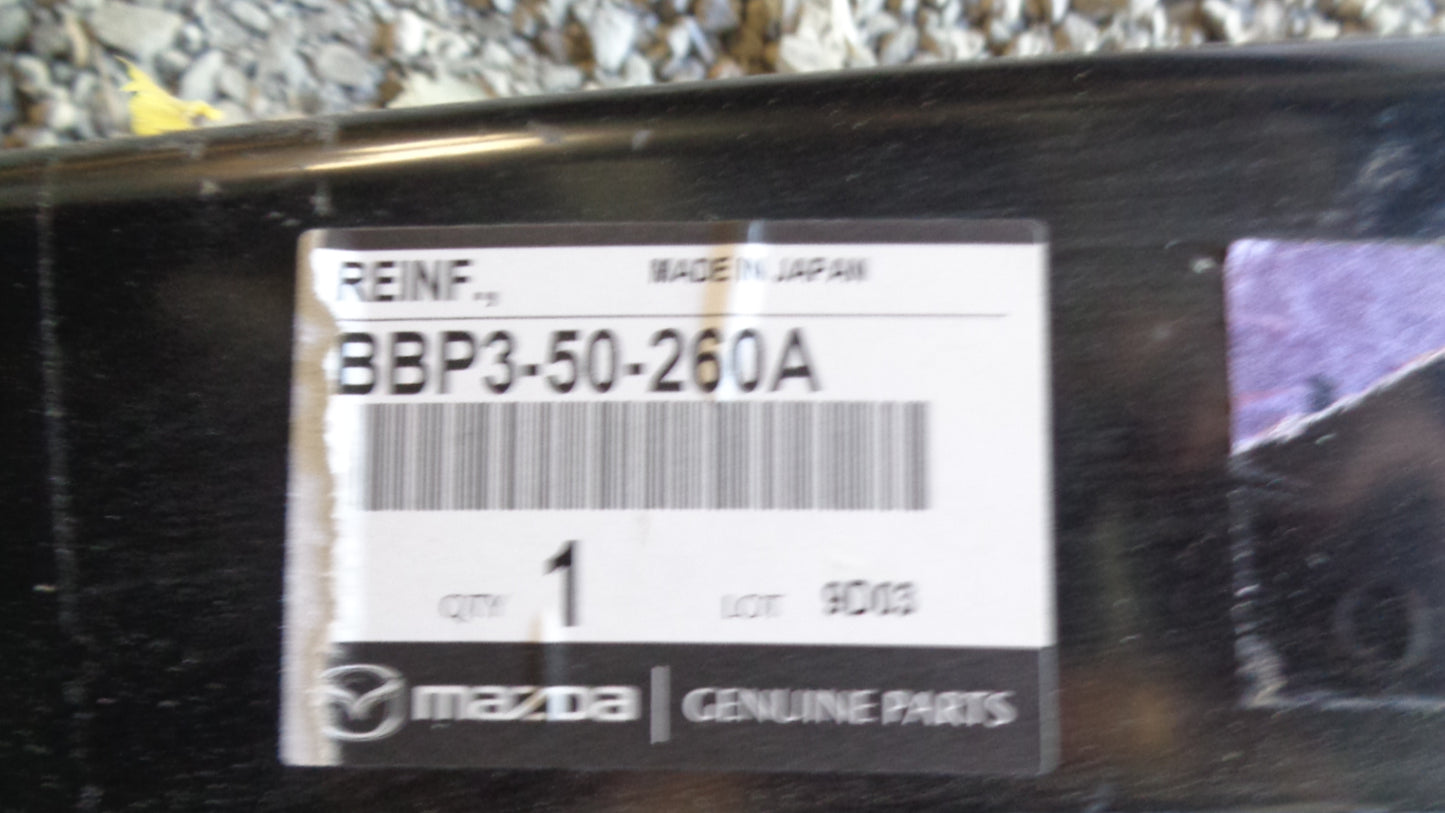 REINF., MADE IN JAPAN
BBP3-50-260A
QTY 1 LOT 9D03
mazda | GENUINE PARTS